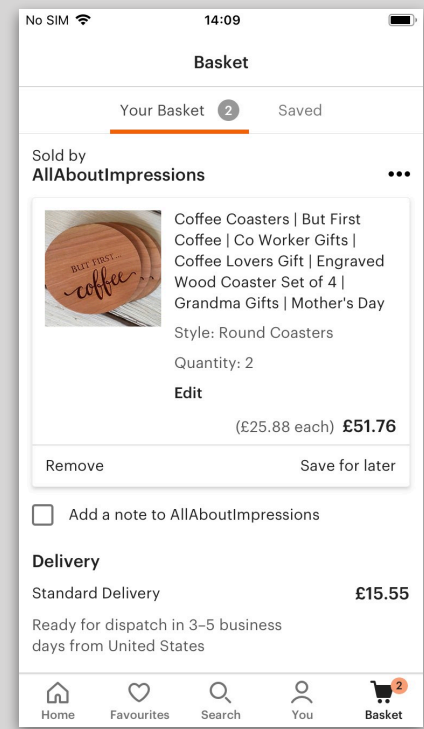 No SIM 14:09
Basket
Your Basket 2 Saved
Sold by
AllAboutImpressions
BUT FIRST...
coffee
Coffee Coasters | But First
Coffee | Co Worker Gifts |
Coffee Lovers Gift | Engraved
Wood Coaster Set of 4 |
Grandma Gifts | Mother's Day
Style: Round Coasters
Quantity: 2
Edit
(£25.88 each) £51.76
Remove Save for later
Add a note to AllAboutImpressions
Delivery
Standard Delivery £15.55
Ready for dispatch in 3–5 business
days from United States
2
Home Favourites Search You Basket